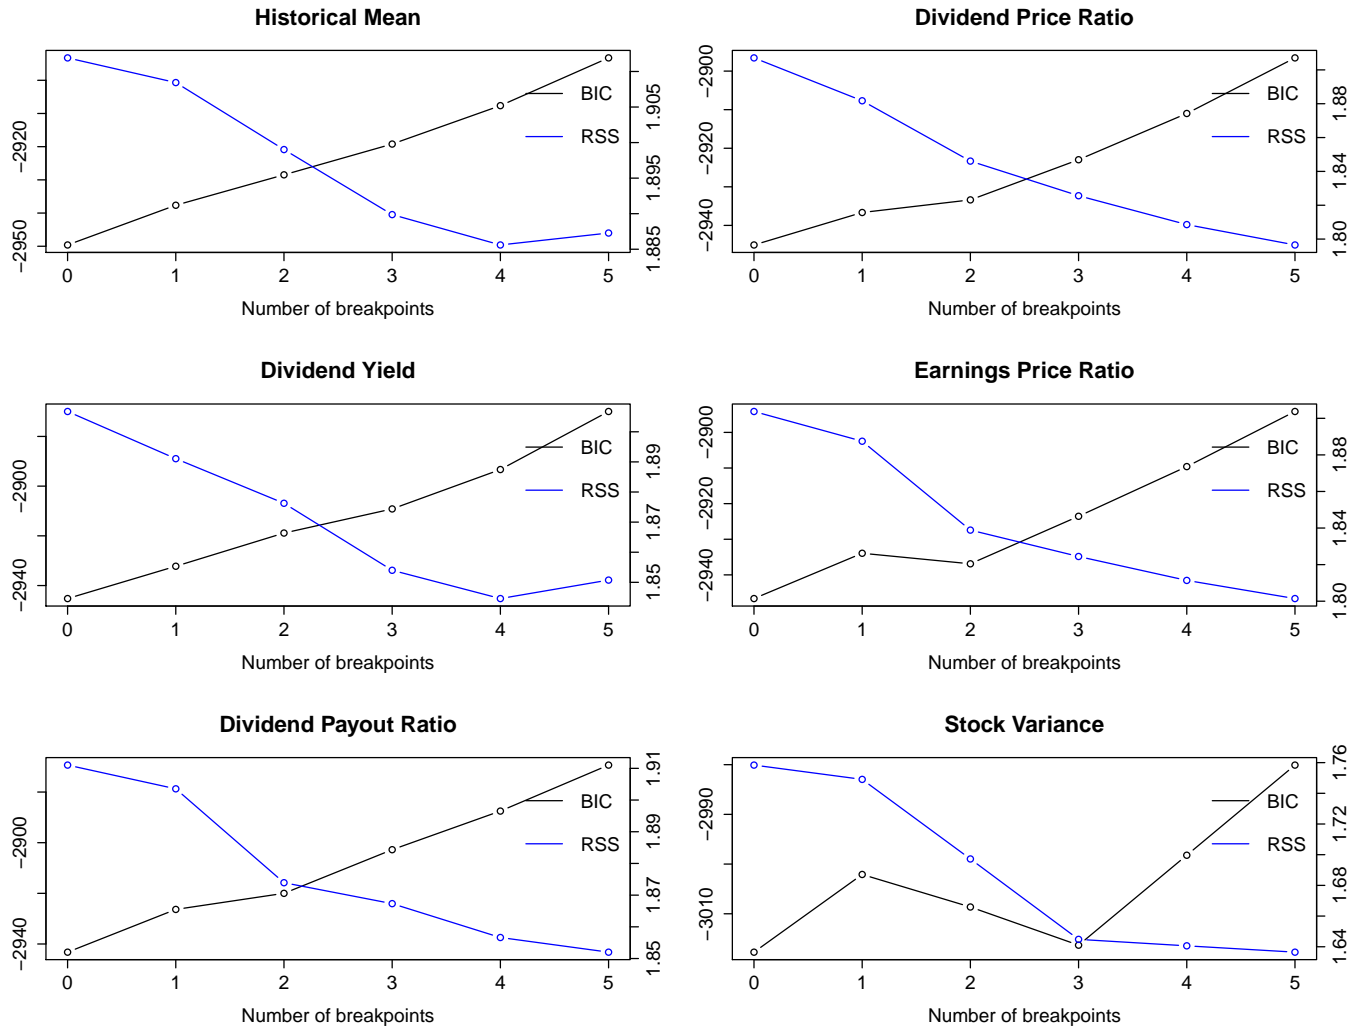 Historical Mean
−2950
−2920
1.885
1.895
1.905
BIC
RSS
0 1 2 3 4 5
Number of breakpoints
Dividend Price Ratio
−2940
−2920
−2900
1.80
1.84
1.88
BIC
RSS
0 1 2 3 4 5
Number of breakpoints
Dividend Yield
−2940
−2900
1.85
1.87
1.89
BIC
RSS
0 1 2 3 4 5
Number of breakpoints
Earnings Price Ratio
−2940
−2920
−2900
1.80
1.84
1.88
BIC
RSS
0 1 2 3 4 5
Number of breakpoints
Dividend Payout Ratio
−2940
−2900
1.85
1.87
1.89
1.91
BIC
RSS
0 1 2 3 4 5
Number of breakpoints
Stock Variance
−3010
−2990
1.64
1.68
1.72
1.76
BIC
RSS
0 1 2 3 4 5
Number of breakpoints